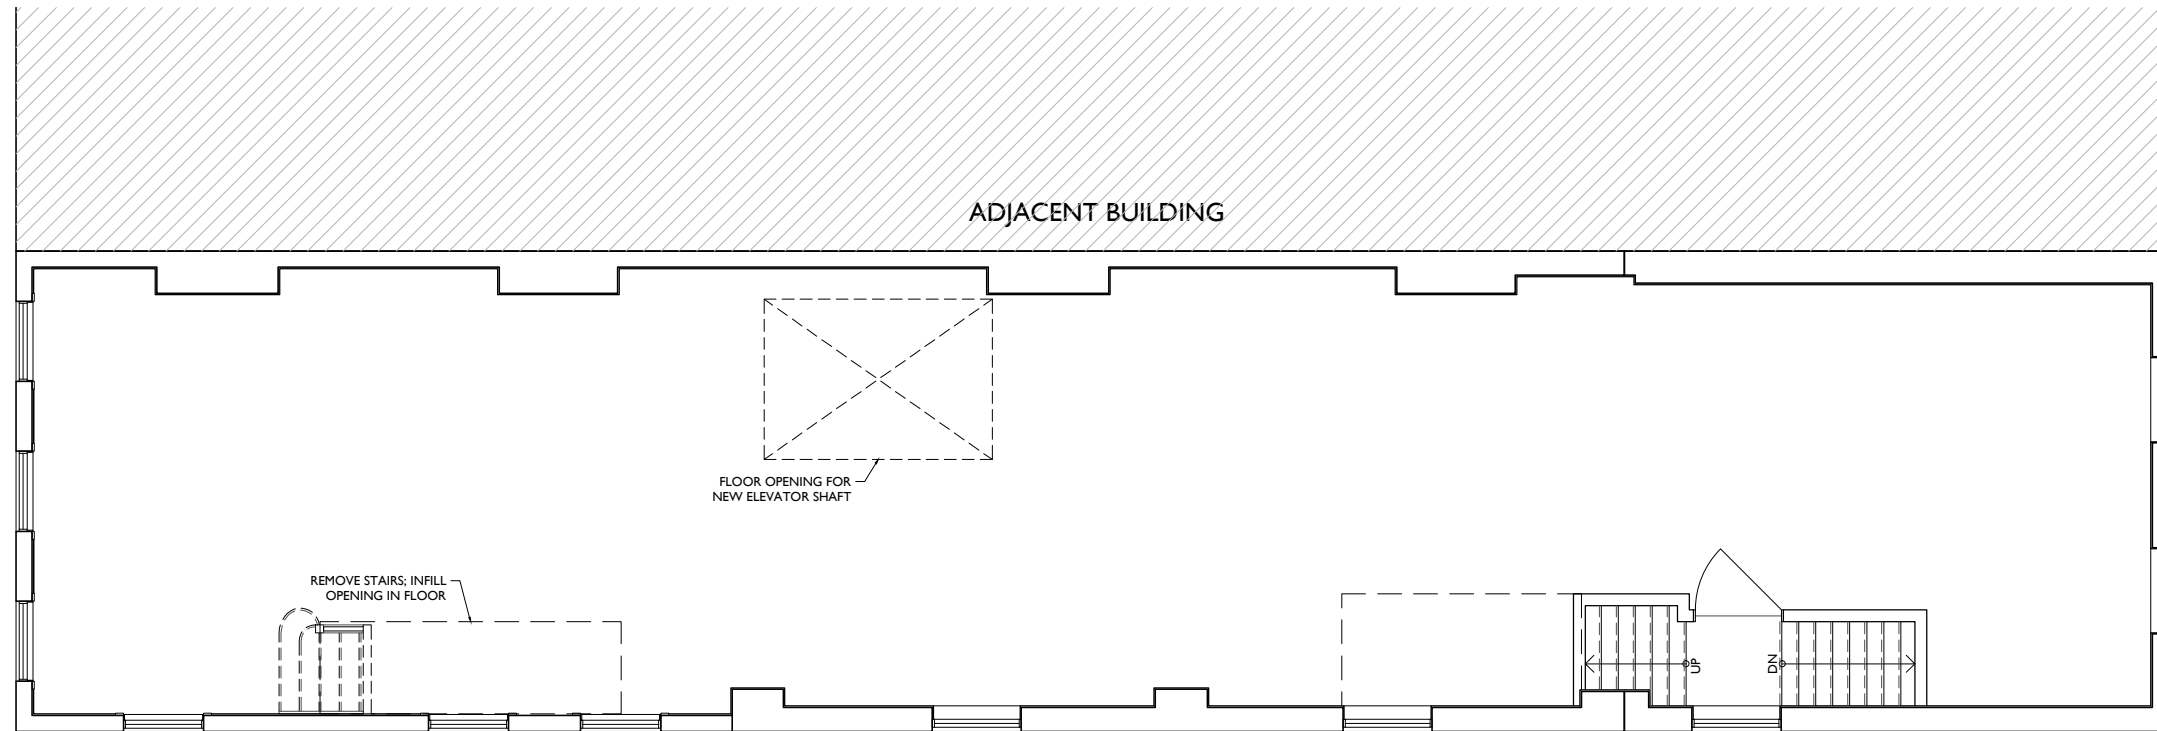 ADJACENT BUILDING
FLOOR OPENING FOR
NEW ELEVATOR SHAFT
REMOVE STAIRS; INFILL
OPENING IN FLOOR
UP
DN